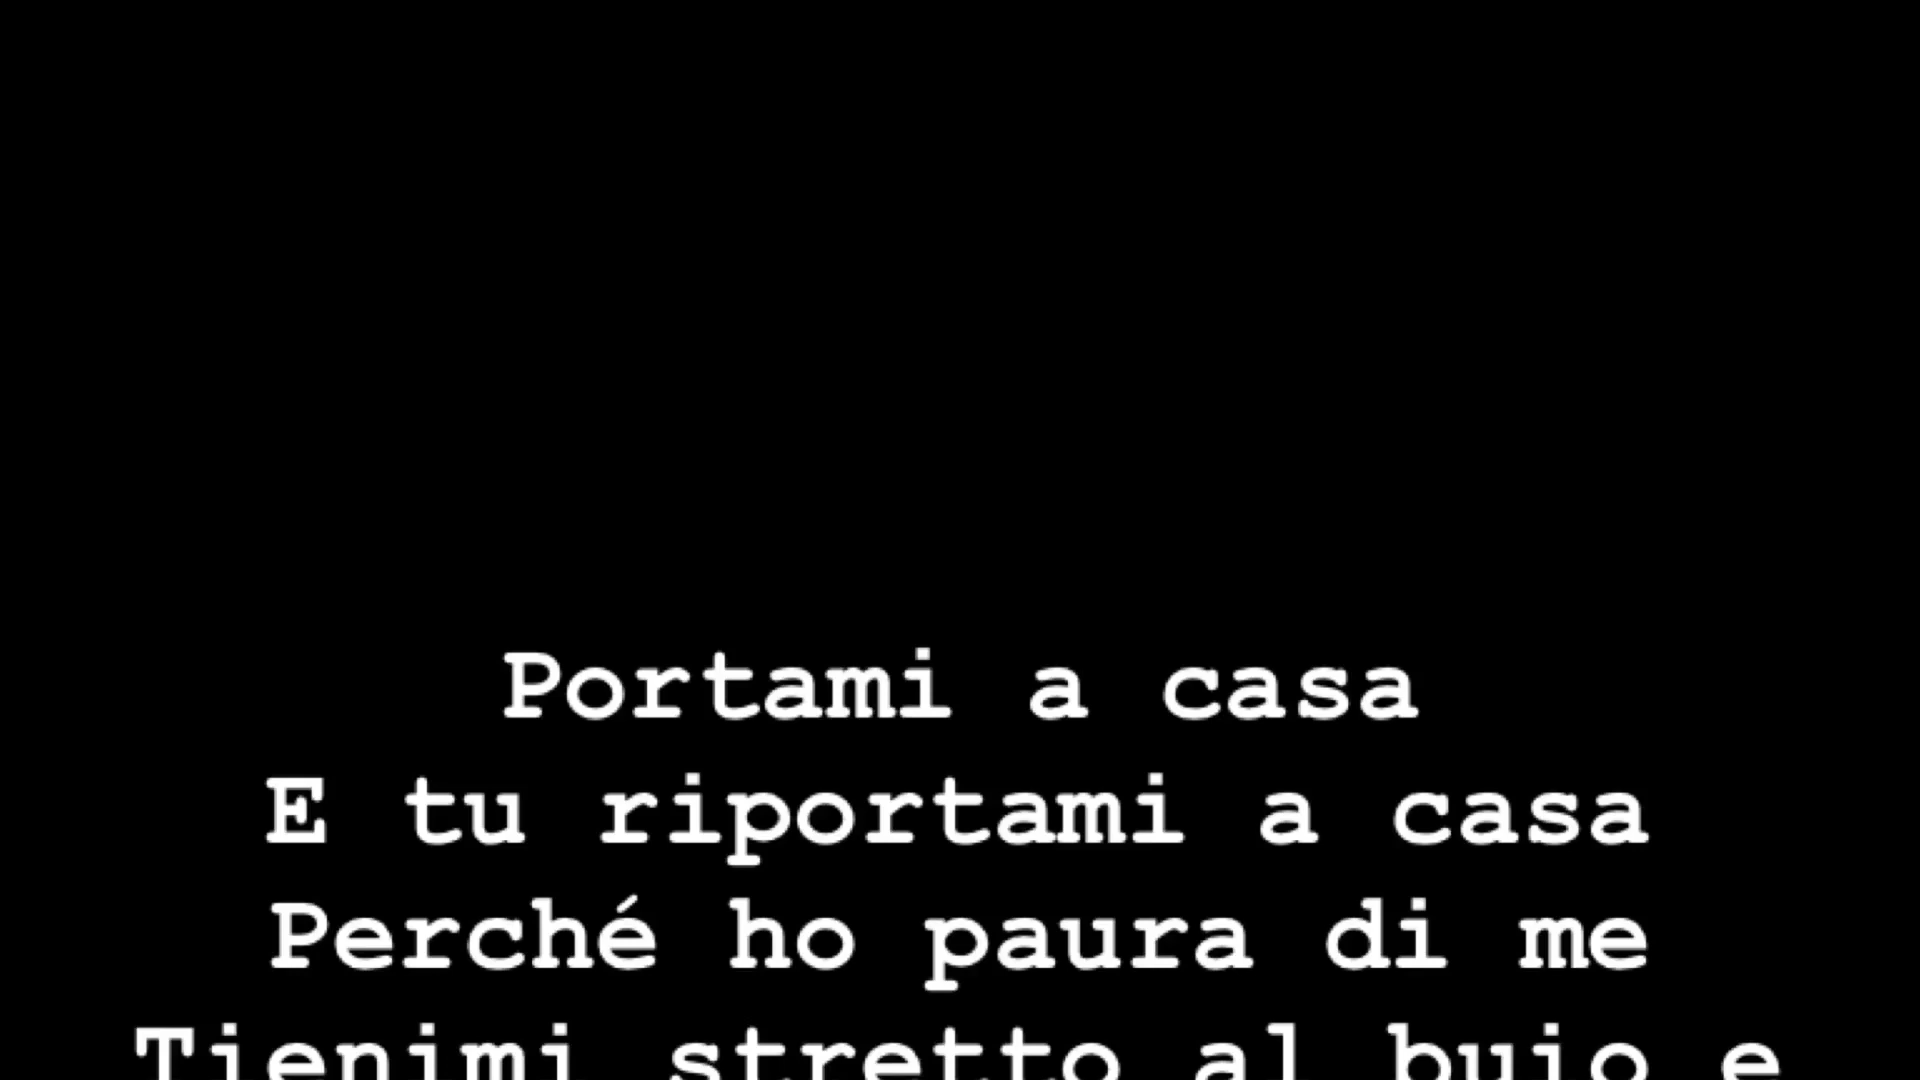 Portami a casa
E tu riportami a casa
Perché ho paura di me
Tienimi stretto al buio e